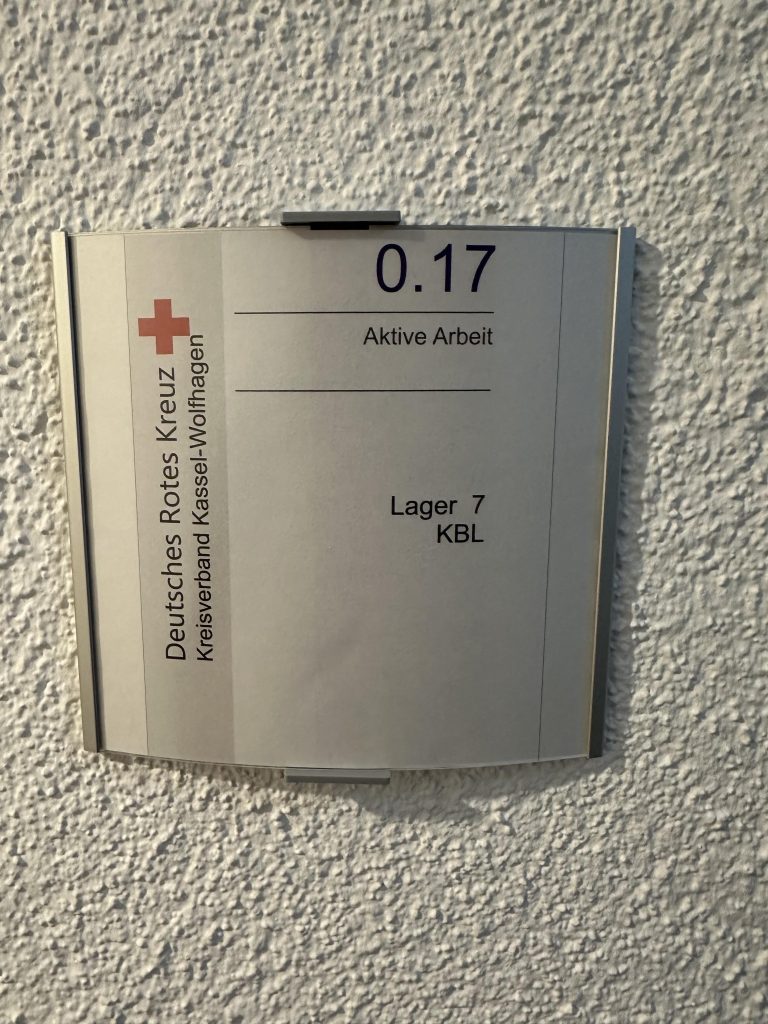 0.17
Aktive Arbeit
Lager 7
KBL
Deutsches Rotes Kreuz
Kreisverband Kassel-Wolfhagen